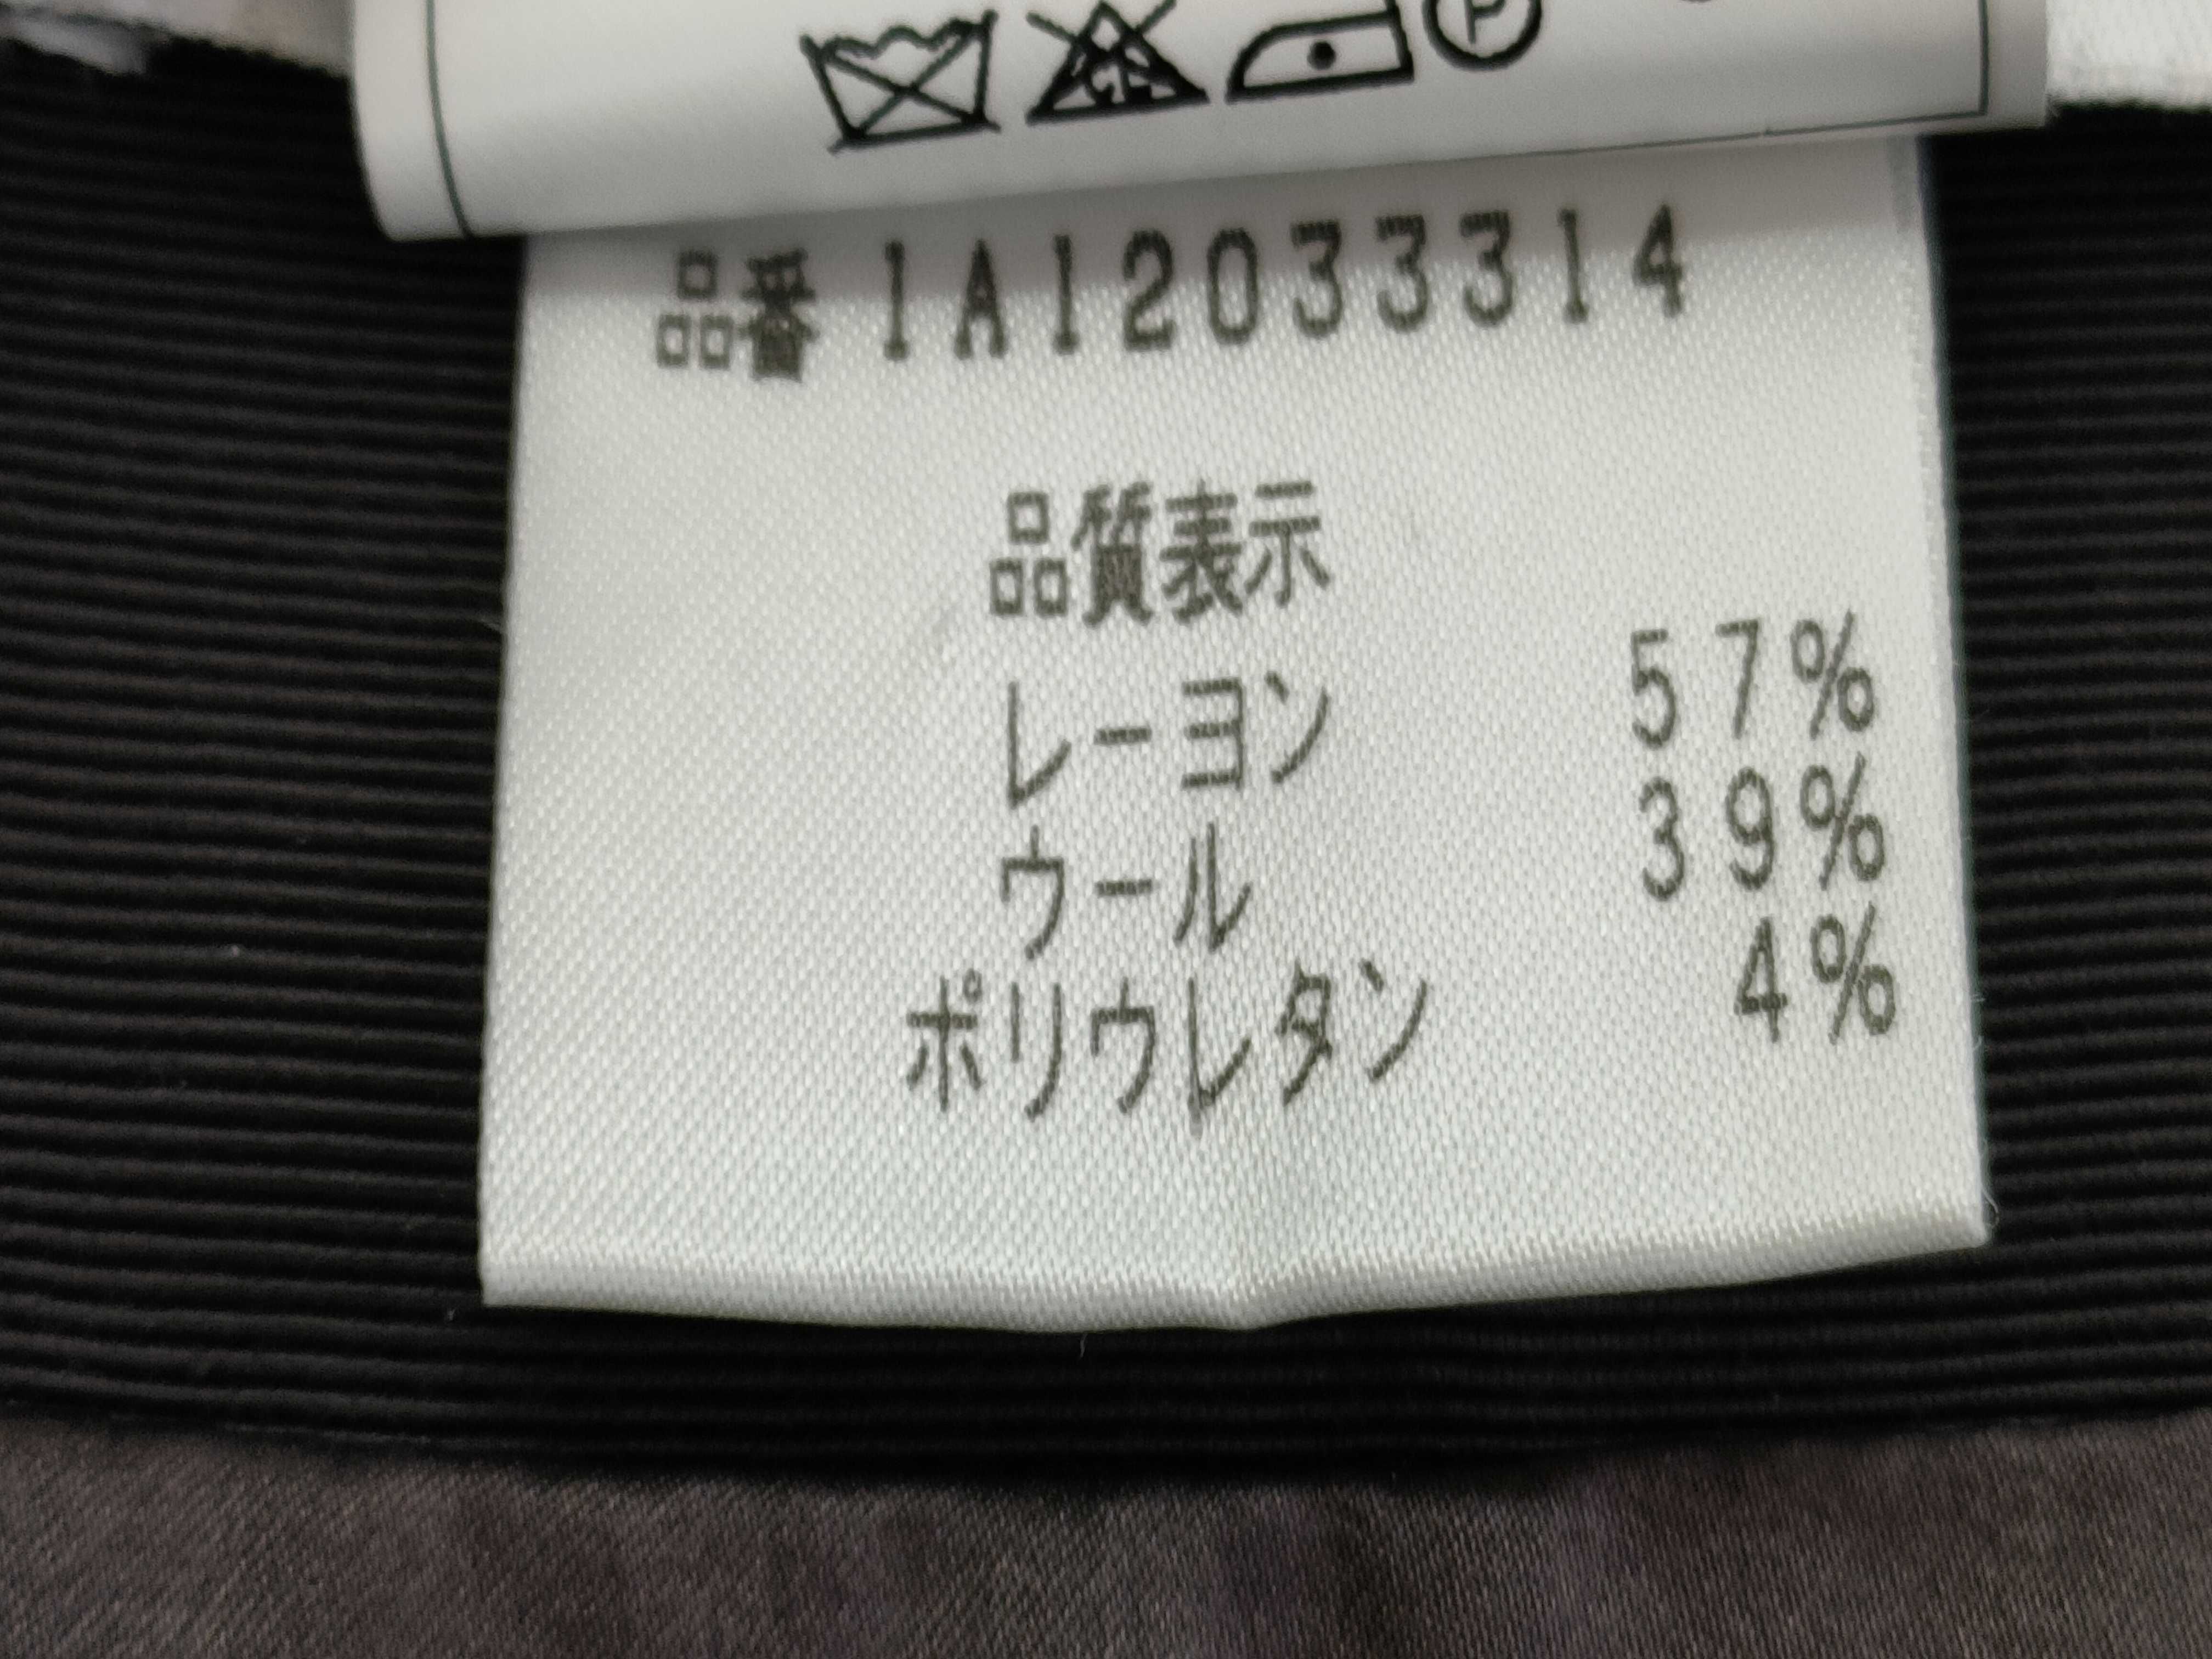 CL
P
品番 1A12033314
品質表示
レーヨン 57%
ウール 39%
ポリウレタン 4%